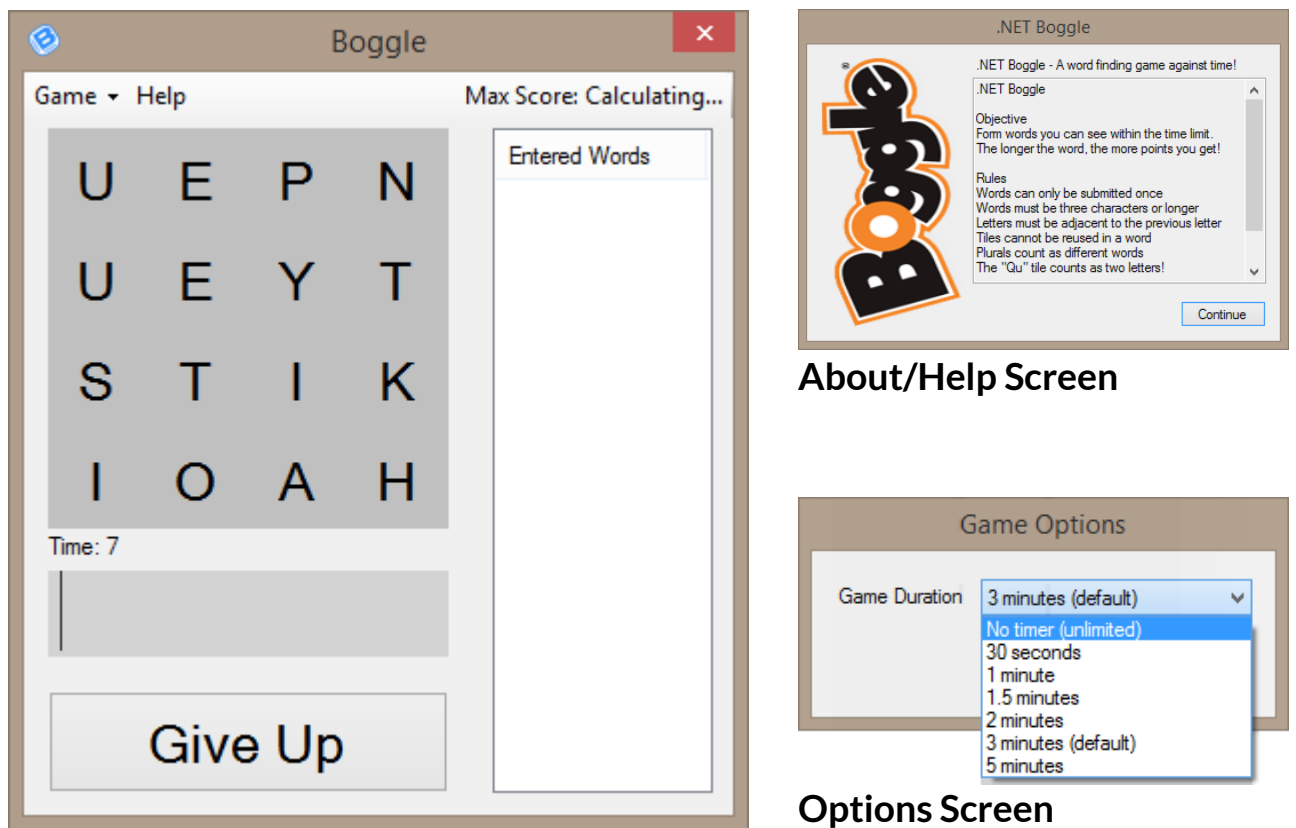 Boggle
Game Help Max Score: Calculating...
U E P N
U E Y T
S T I K
I O A H
Time: 7
Give Up
Entered Words
.NET Boggle
Boggle
®
.NET Boggle - A word finding game against time!
.NET Boggle
Objective
Form words you can see within the time limit.
The longer the word, the more points you get!
Rules
Words can only be submitted once
Words must be three characters or longer
Letters must be adjacent to the previous letter
Tiles cannot be reused in a word
Plurals count as different words
The "Qu" tile counts as two letters!
Continue
About/Help Screen
Game Options
Game Duration 3 minutes (default)
No timer (unlimited)
30 seconds
1 minute
1.5 minutes
2 minutes
3 minutes (default)
5 minutes
Options Screen